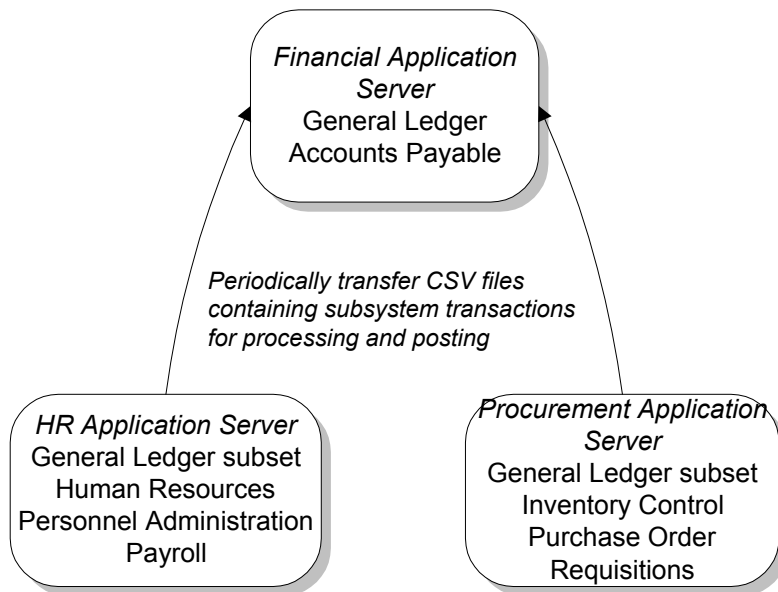 Financial Application
Server
General Ledger
Accounts Payable
Periodically transfer CSV files
containing subsystem transactions
for processing and posting
HR Application Server
General Ledger subset
Human Resources
Personnel Administration
Payroll
Procurement Application
Server
General Ledger subset
Inventory Control
Purchase Order
Requisitions